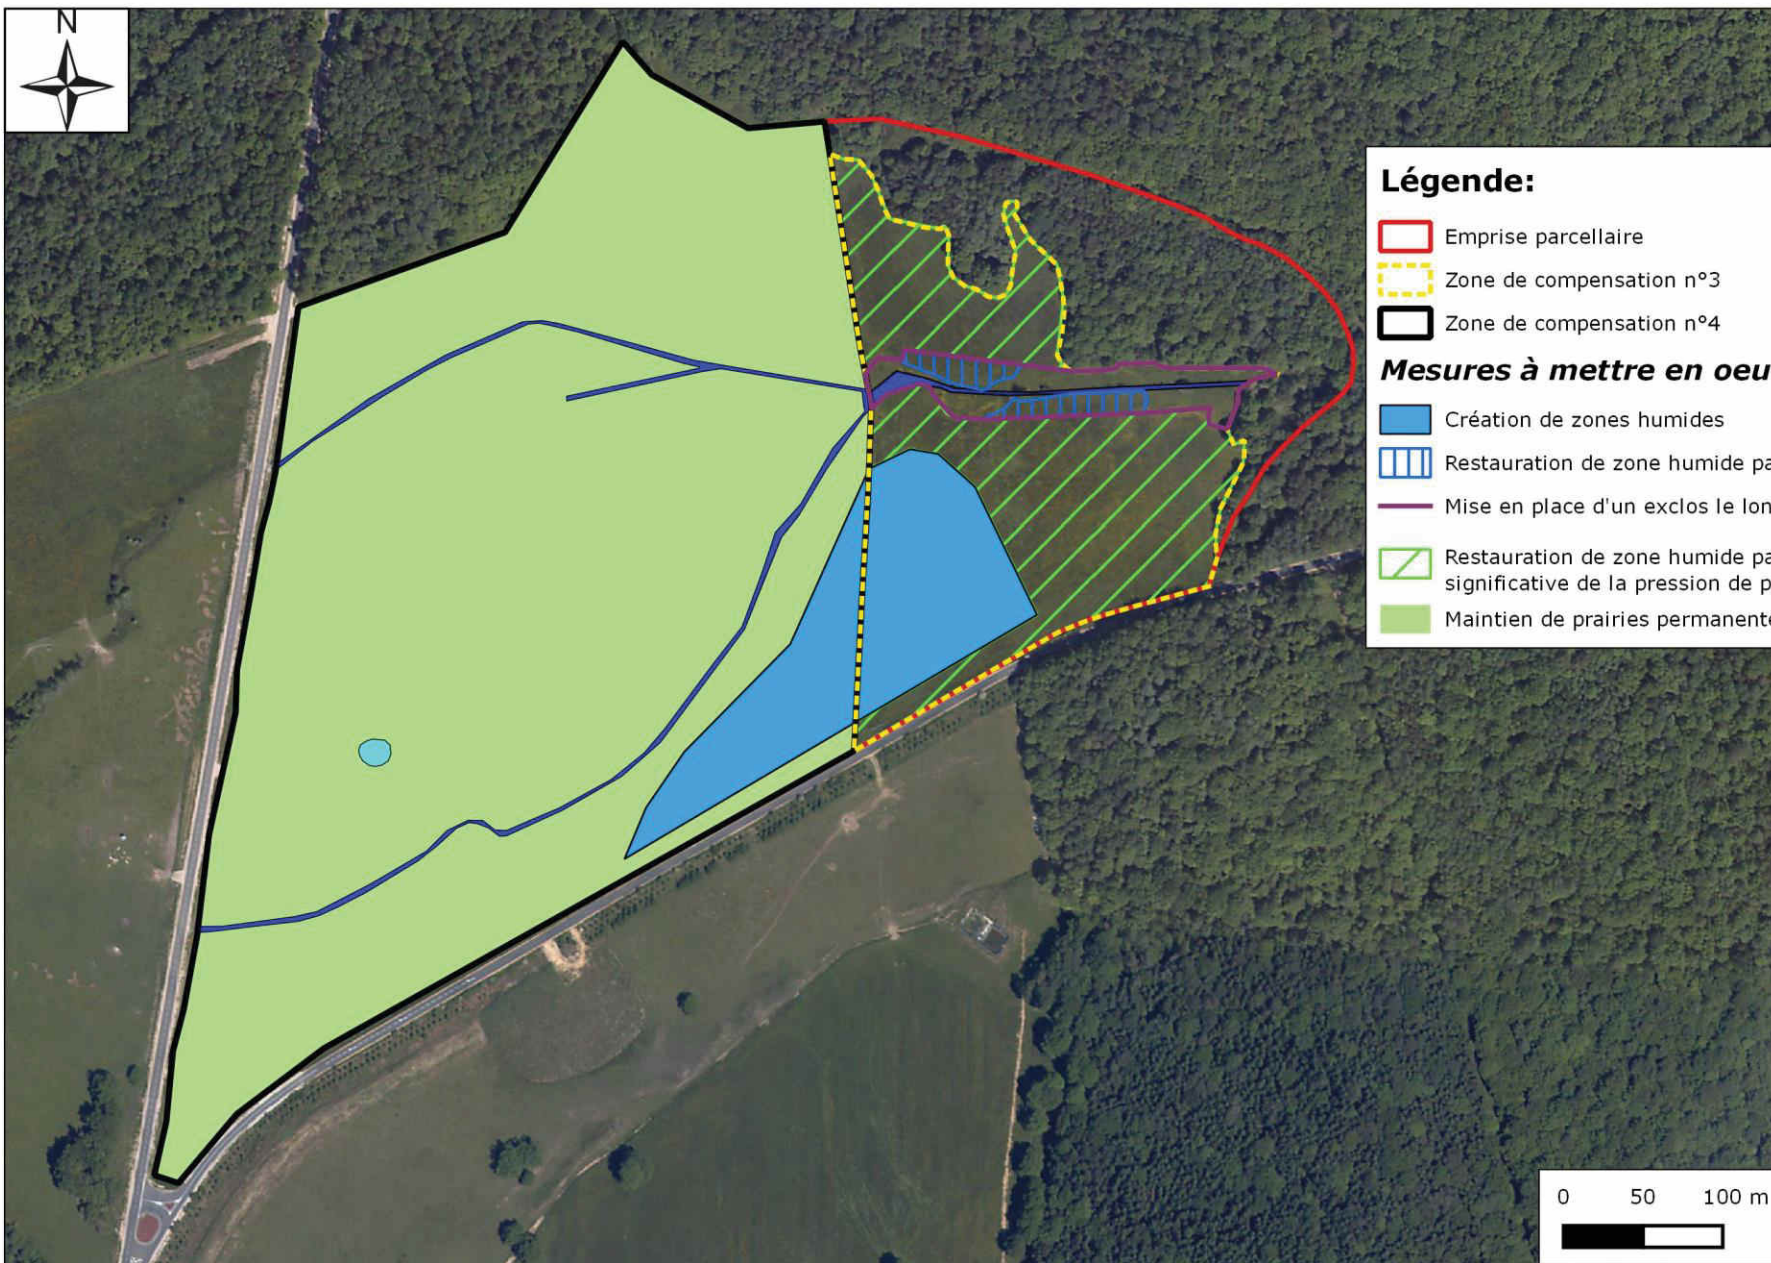 N
Légende:
Emprise parcellaire
Zone de compensation n°3
Zone de compensation n°4
Mesures à mettre en oeu
Création de zones humides
Restauration de zone humide pa
Mise en place d'un exclos le lon
Restauration de zone humide pa
significative de la pression de p
Maintien de prairies permanente
0 50 100 m